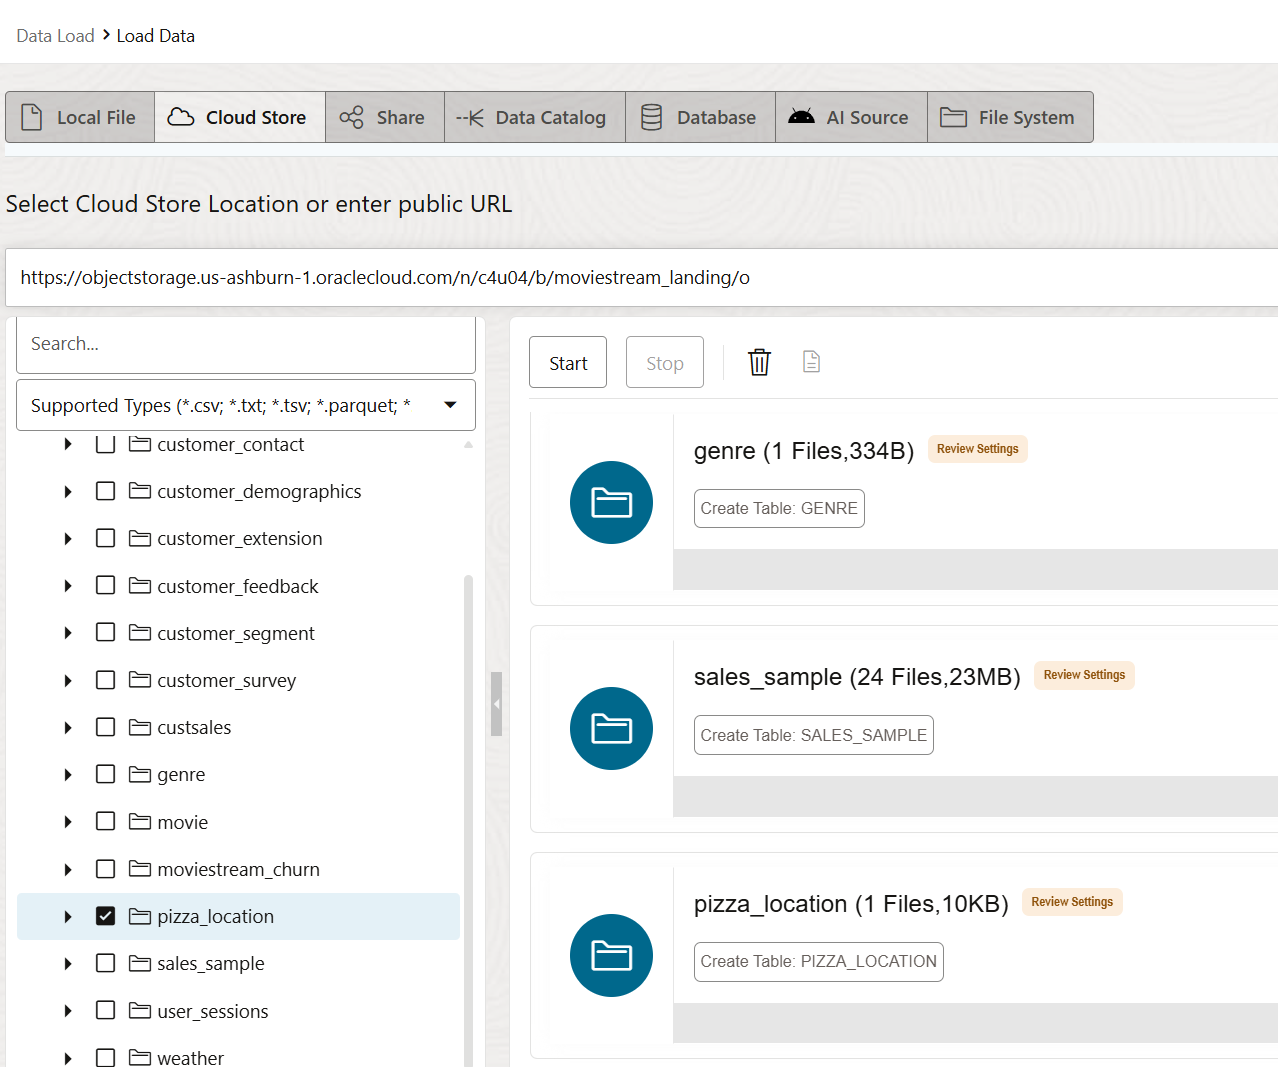 Data Load > Load Data
Local File
Cloud Store
Share
Data Catalog
Database
AI Source
File System
Select Cloud Store Location or enter public URL
https://objectstorage.us-ashburn-1.oraclecloud.com/n/c4u04/b/moviestream_landing/o
Search...
Supported Types (*.csv; *.txt; *.tsv; *.parquet; *
customer_contact
customer_demographics
customer_extension
customer_feedback
customer_segment
customer_survey
custsales
genre
movie
moviestream_churn
pizza_location
sales_sample
user_sessions
weather
Start
Stop
genre (1 Files,334B)
Review Settings
Create Table: GENRE
sales_sample (24 Files,23MB)
Review Settings
Create Table: SALES_SAMPLE
pizza_location (1 Files,10KB)
Review Settings
Create Table: PIZZA_LOCATION